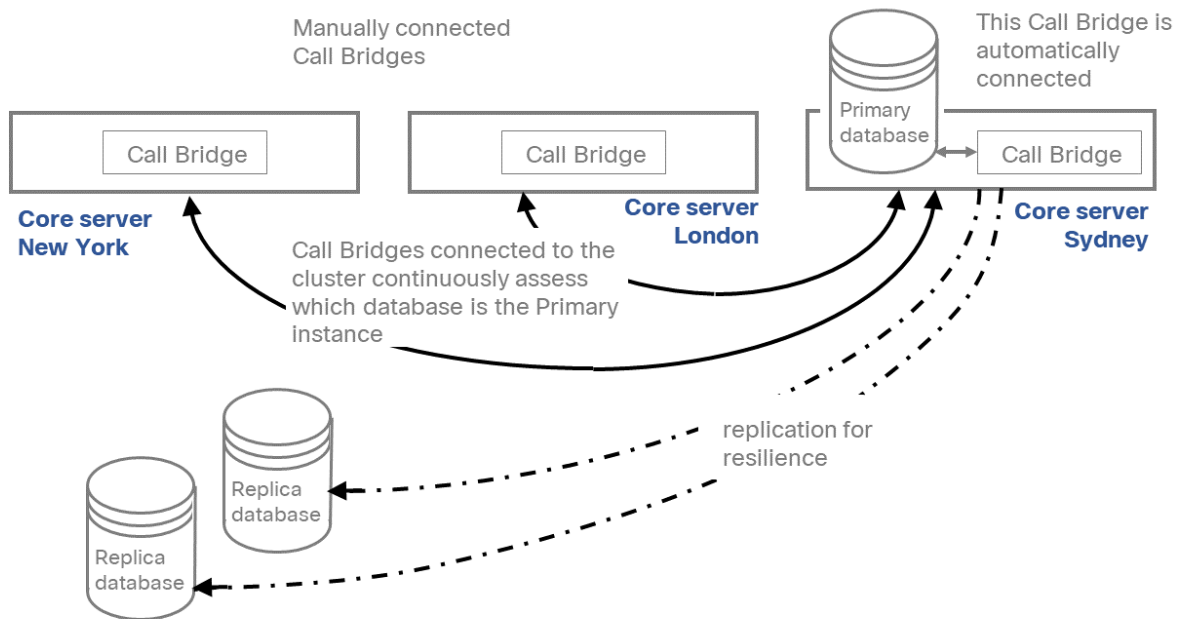 Manually connected
Call Bridges
This Call Bridge is
automatically
connected
Primary
database
Call Bridge
Call Bridge
Call Bridge
Core server
New York
Core server
London
Core server
Sydney
Call Bridges connected to the
cluster continuously assess
which database is the Primary
instance
replication for
resilience
Replica
database
Replica
database